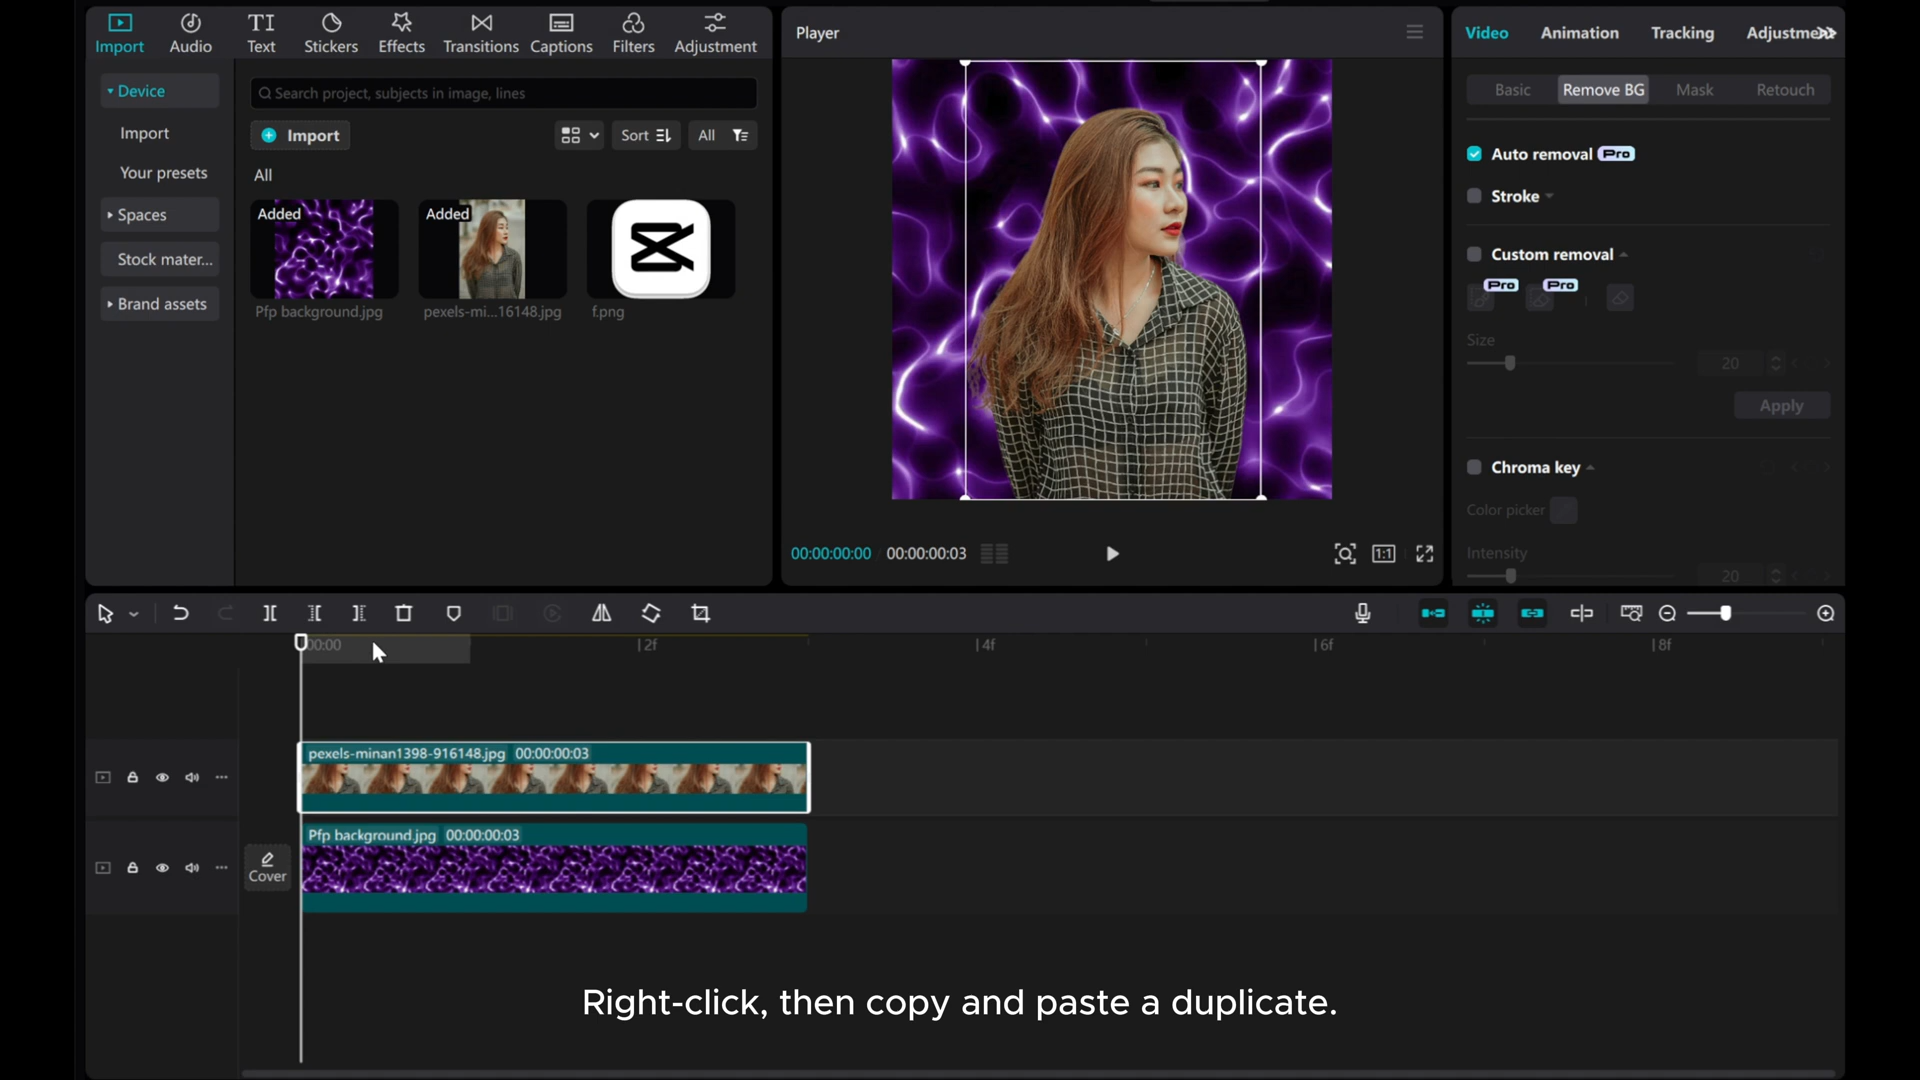 Import
Audio
Text
Stickers
Effects
Transitions
Captions
Filters
Adjustment
Device
Import
Your presets
Spaces
Stock mater...
Brand assets
Search project, subjects in image, lines
Import
Sort
All
All
Added
Added
Pfp background.jpg
pexels-mi...16148.jpg
f.png
Player
00:00:00:00
00:00:00:03
1:1
Video
Animation
Tracking
Basic
Remove BG
Mask
Retouch
Auto removal Pro
Stroke
Custom removal
Pro
Pro
Size
20
Apply
Chroma key
Color picker
Intensity
20
00:00
2f
4f
6f
8f
pexels-minan1398-916148.jpg 00:00:00:03
Pfp background.jpg 00:00:00:03
Cover
Right-click, then copy and paste a duplicate.